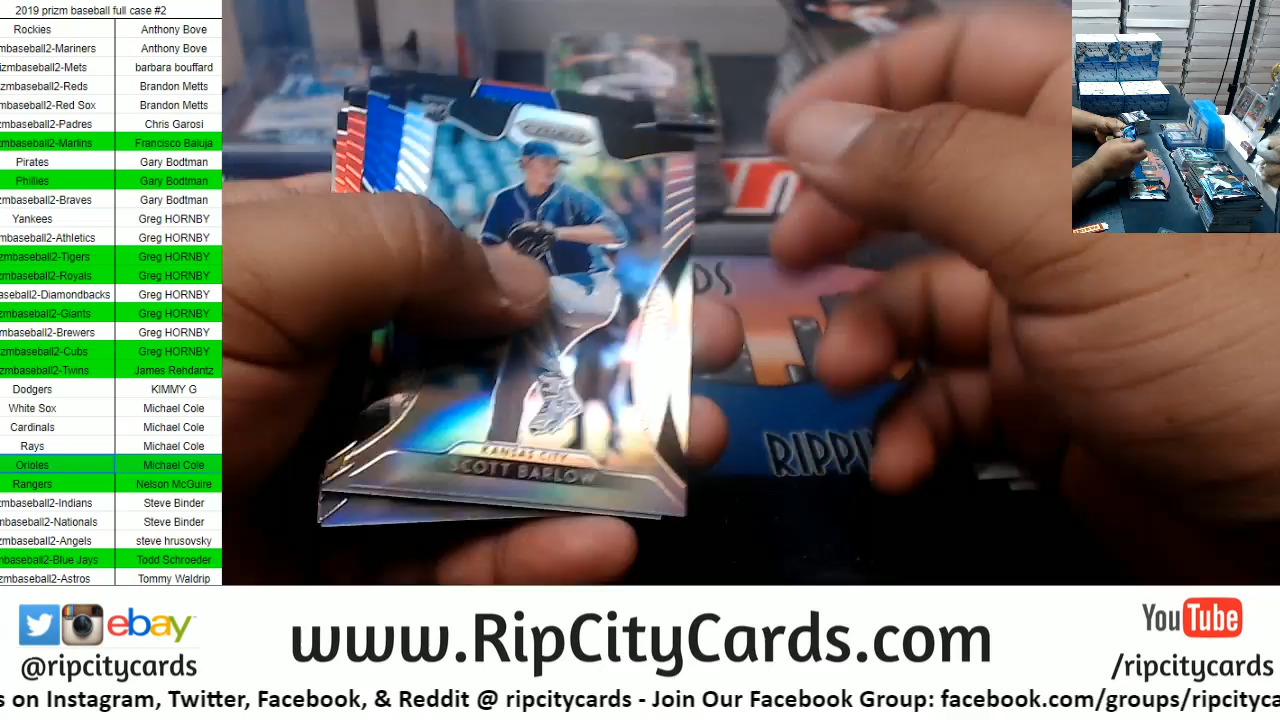 2019 prizm baseball full case #2
Rockies Anthony Bove
mbaseball2-Mariners Anthony Bove
zmbaseball2-Mets barbara bouffard
izmbaseball2-Reds Brandon Metts
mbaseball2-Red Sox Brandon Metts
zmbaseball2-Padres Chris Garosi
zmbaseball2-Marlins Francisco Baluja
Pirates Gary Bodtman
Phillies Gary Bodtman
zmbaseball2-Braves Gary Bodtman
Yankees Greg HORNBY
mbaseball2-Athletics Greg HORNBY
zmbaseball2-Tigers Greg HORNBY
zmbaseball2-Royals Greg HORNBY
aseball2-Diamondbacks Greg HORNBY
zmbaseball2-Giants Greg HORNBY
mbaseball2-Brewers Greg HORNBY
izmbaseball2-Cubs Greg HORNBY
zmbaseball2-Twins James Rehdantz
Dodgers KIMMY G
White Sox Michael Cole
Cardinals Michael Cole
Rays Michael Cole
Orioles Michael Cole
Rangers Nelson McGuire
zmbaseball2-Indians Steve Binder
mbaseball2-Nationals Steve Binder
zmbaseball2-Angels steve hrusovsky
mbaseball2-Blue Jays Todd Schroeder
zmbaseball2-Astros Tommy Waldrip
KANSAS CITY
SCOTT BARLOW
DS
RIPPI
ebay
@ripcitycards
www.RipCityCards.com
YouTube
/ripcitycards
s on Instagram, Twitter, Facebook, & Reddit @ ripcitycards - Join Our Facebook Group: facebook.com/groups/ripcityca